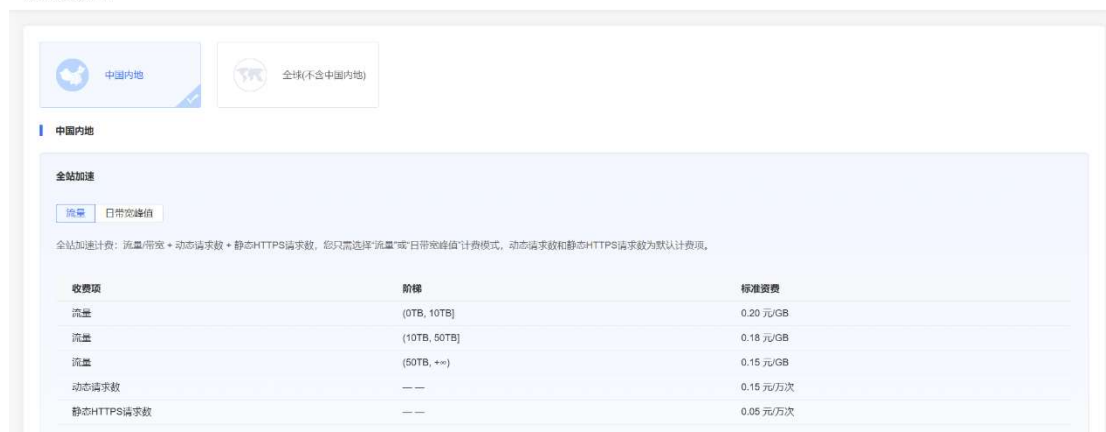 中国内地
全球(不含中国内地)
中国内地
全站加速
流量 日带宽峰值
全站加速计费：流量/带宽 + 动态请求数 + 静态HTTPS请求数，您只需选择“流量”或“日带宽峰值”计费模式，动态请求数和静态HTTPS请求数为默认计费项。
收费项 阶梯 标准资费
流量 (0TB, 10TB] 0.20 元/GB
流量 (10TB, 50TB] 0.18 元/GB
流量 (50TB, +∞) 0.15 元/GB
动态请求数 — — 0.15 元/万次
静态HTTPS请求数 — — 0.05 元/万次